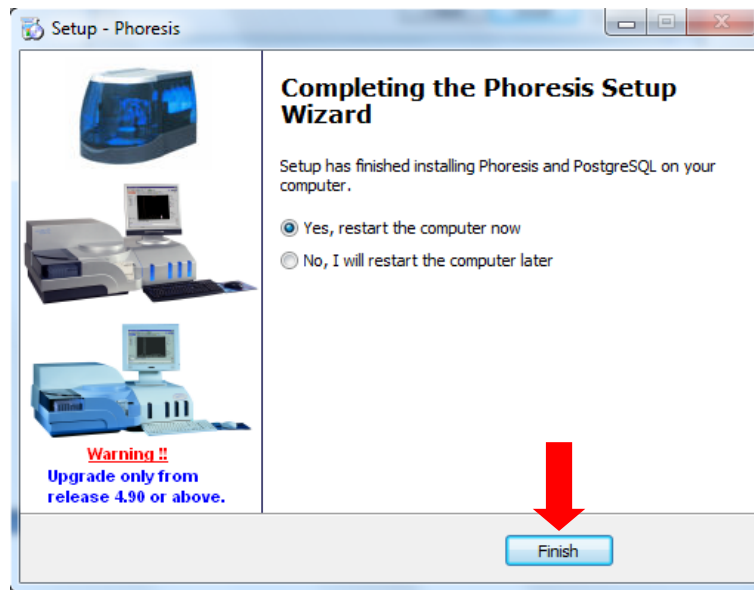 Setup - Phoresis
Completing the Phoresis Setup
Wizard
Setup has finished installing Phoresis and PostgreSQL on your
computer.
Yes, restart the computer now
No, I will restart the computer later
Warning !!
Upgrade only from
release 4.90 or above.
Finish